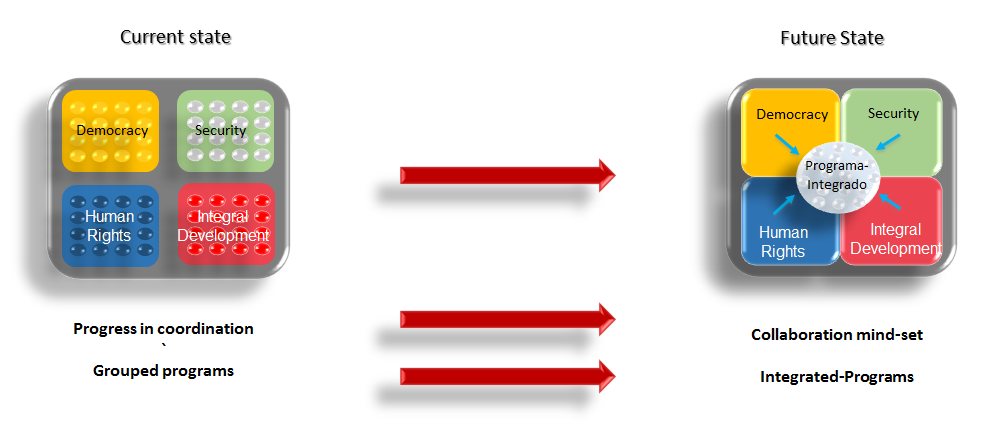 Current state
Future State
Democracy
Security
Human
Rights
Integral
Development
Democracy
Security
Programa-
Integrado
Human
Rights
Integral
Development
Progress in coordination
`
Grouped programs
Collaboration mind-set
Integrated-Programs